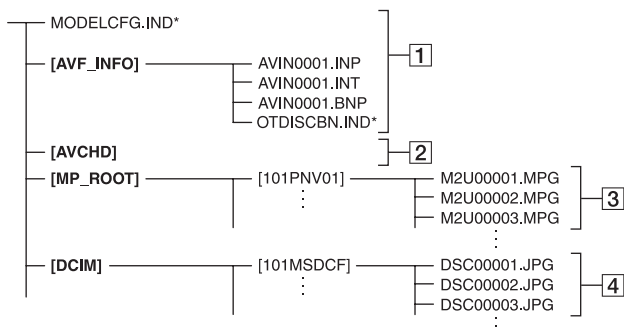 MODELCFG.IND*
[AVF_INFO] AVIN0001.INP
AVIN0001.INT
AVIN0001.BNP
OTDISCBN.IND*
1
[AVCHD] 2
[MP_ROOT] [101PNV01] M2U00001.MPG
M2U00002.MPG
M2U00003.MPG
3
[DCIM] [101MSDCF] DSC00001.JPG
DSC00002.JPG
DSC00003.JPG
4